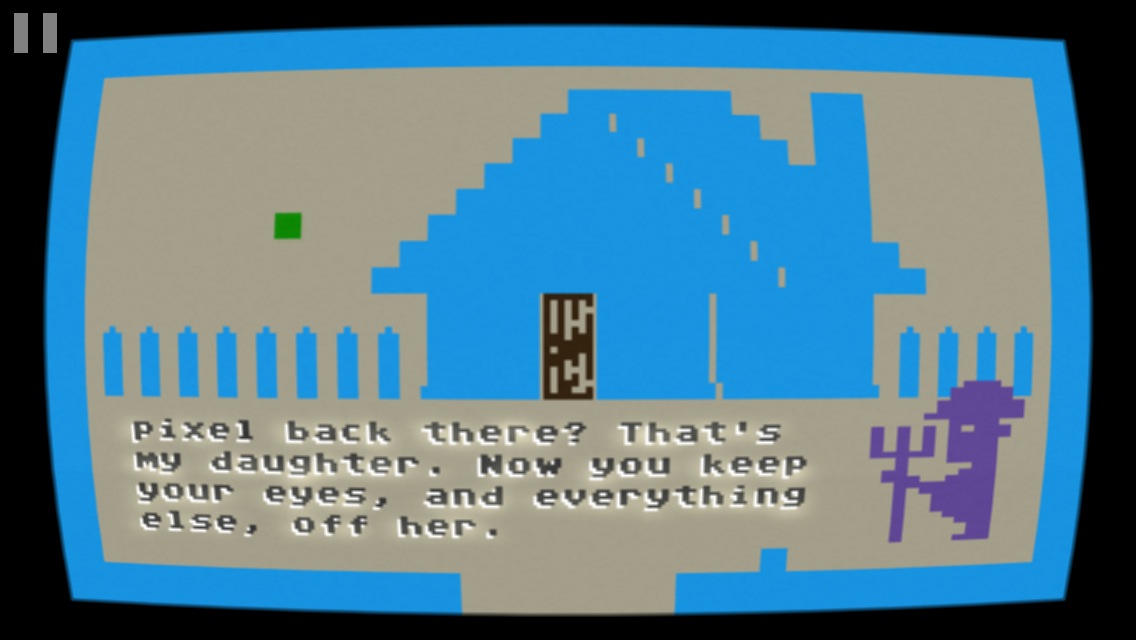 pixel back there? That's
my daughter. Now you keep
your eyes, and everything
else, off her.